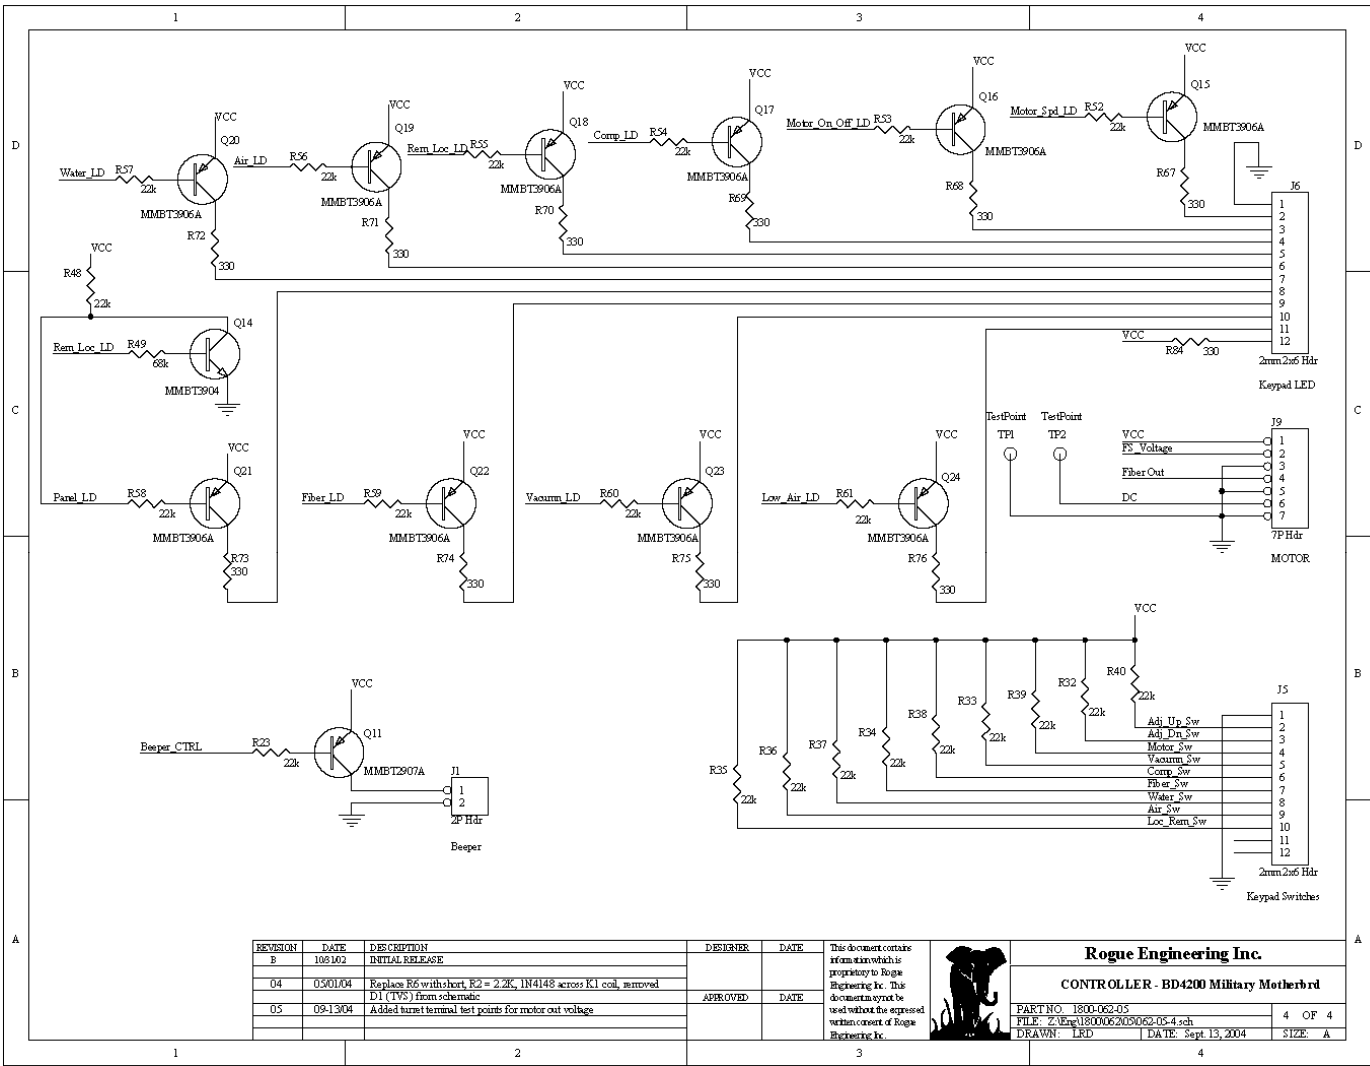 1 2 3 4
D D
C C
B B
A A
VCC
Q20
Water_LD R57
22k
MMBT3906A
R72
330
VCC
Q19
Air_LD R56
22k
MMBT3906A
R71
330
VCC
Q18
Rem_Loc_LD R55
22k
MMBT3906A
R70
330
VCC
Q17
Comp_LD R54
22k
MMBT3906A
R69
330
VCC
Q16
Motor_On_Off_LD R53
22k
MMBT3906A
R68
330
VCC
Q15
Motor_Spd_LD R52
22k
MMBT3906A
R67
330
J6
1
2
3
4
5
6
7
8
9
10
11
12
VCC
R84 330
2mm 2x6 Hdr
Keypad LED
VCC
R48
22k
Q14
Rem_Loc_LD R49
68k
MMBT3904
VCC
Q21
Panel_LD R58
22k
MMBT3906A
R73
330
VCC
Q22
Fiber_LD R59
22k
MMBT3906A
R74
330
VCC
Q23
Vacumn_LD R60
22k
MMBT3906A
R75
330
VCC
Q24
Low_Air_LD R61
22k
MMBT3906A
R76
330
TestPoint TestPoint
TP1 TP2
J9
VCC 1
FS_Voltage 2
3
Fiber Out 4
5
DC 6
7
7P Hdr
MOTOR
VCC
Q11
Beeper_CTRL R23
22k
MMBT2907A
J1
1
2
2P Hdr
Beeper
VCC
R35 22k
R36 22k
R37 22k
R34 22k
R38 22k
R33 22k
R39 22k
R32 22k
R40 22k
J5
1
Adj_Up_Sw 2
Adj_Dn_Sw 3
Motor_Sw 4
Vacumn_Sw 5
Comp_Sw 6
Fiber_Sw 7
Water_Sw 8
Air_Sw 9
Loc_Rem_Sw 10
11
12
2mm 2x6 Hdr
Keypad Switches
REVISION DATE DESCRIPTION DESIGNER DATE
B 10/31/02 INITIAL RELEASE
04 05/01/04 Replace R6 with short, R2 = 2.2K, 1N4148 across K1 coil, removed
D1 (TVS) from schematic APPROVED DATE
05 09-13/04 Added turret terminal test points for motor out voltage
This document contains
information which is
proprietary to Rogue
Engineering Inc. This
document may not be
used without the expressed
written consent of Rogue
Engineering Inc.
Rogue Engineering Inc.
CONTROLLER - BD4200 Military Motherbrd
PART NO. 1800-062-05
FILE: Z:\Eng\1800\062\05\062-05-4.sch
DRAWN: LRD DATE: Sept. 13, 2004
4 OF 4
SIZE: A
1 2 3 4